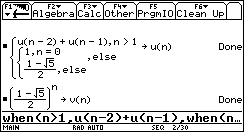 F1 F2 F3 F4 F5 F6
Algebra Calc Other PrgmIO Clean Up
▪ {u(n-2)+u(n-1),n>1 → u(n) Done
{1,n=0 ,else
1-√5
2 ,else
▪ (1-√5
2)^n → v(n) Done
when(n>1,u(n-2)+u(n-1),when(n…
MAIN RAD AUTO SEQ 2/30